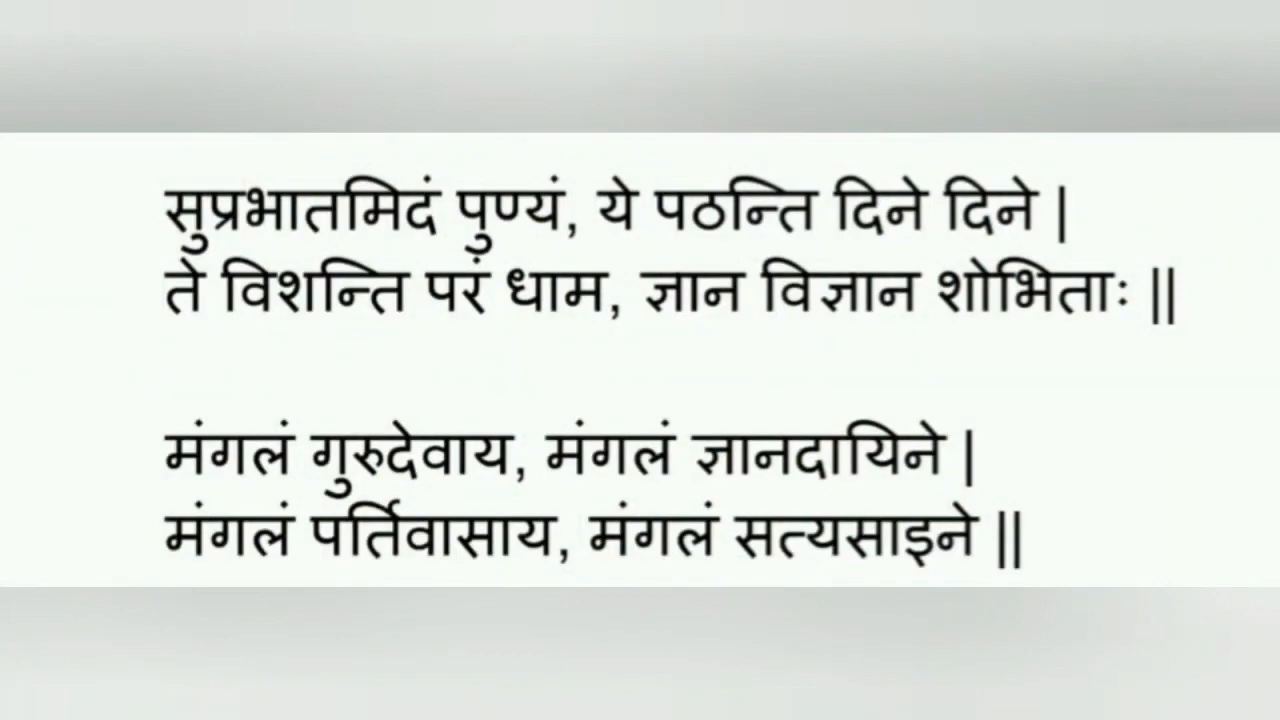 सुप्रभातमिदं पुण्यं, ये पठन्ति दिने दिने |
ते विशन्ति परं धाम, ज्ञान विज्ञान शोभिताः ||
मंगलं गुरुदेवाय, मंगलं ज्ञानदायिने |
मंगलं पर्तिवासाय, मंगलं सत्यसाइने ||